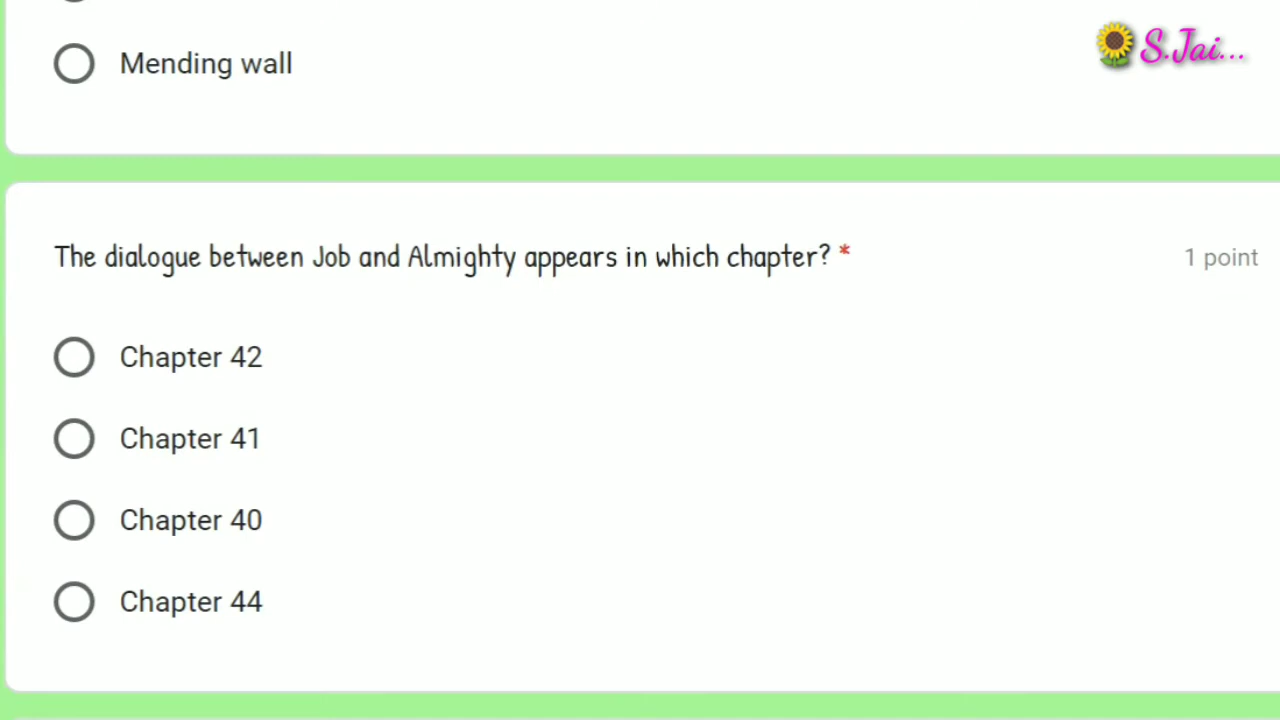 Mending wall
S.Jai...
The dialogue between Job and Almighty appears in which chapter? *
1 point
Chapter 42
Chapter 41
Chapter 40
Chapter 44